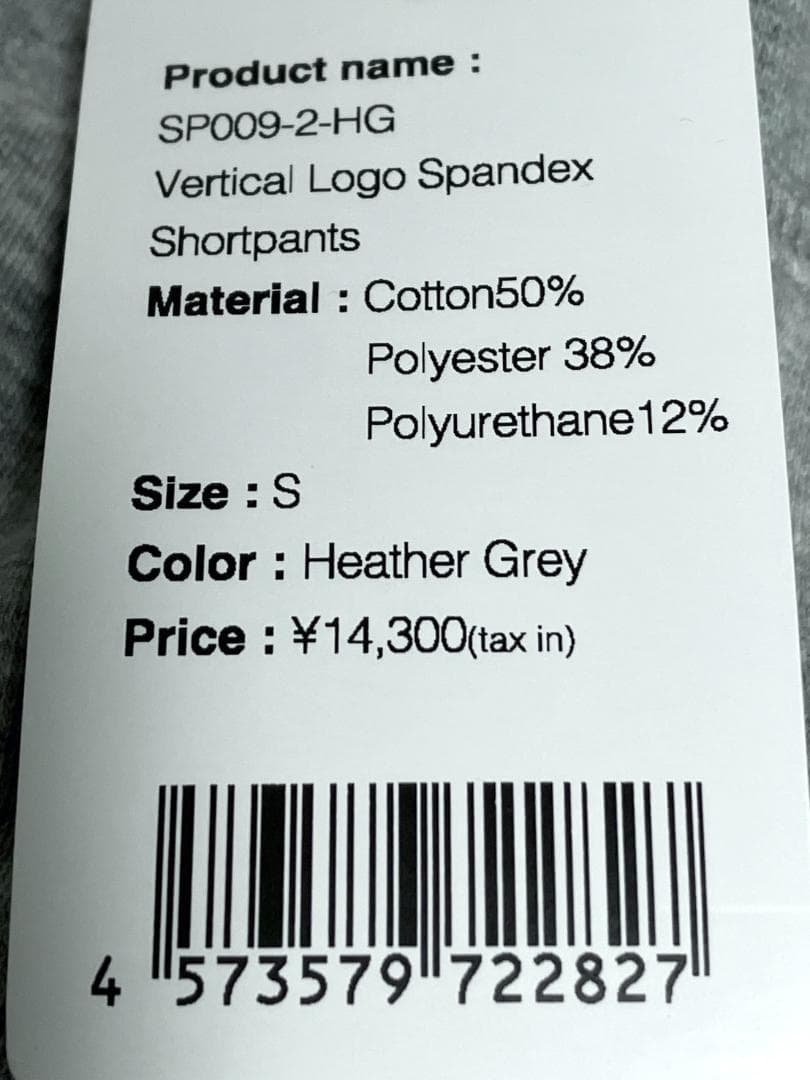 Product name :
SP009-2-HG
Vertical Logo Spandex
Shortpants
Material : Cotton50%
Polyester 38%
Polyurethane12%
Size : S
Color : Heather Grey
Price : ¥14,300(tax in)
4 573579 722827